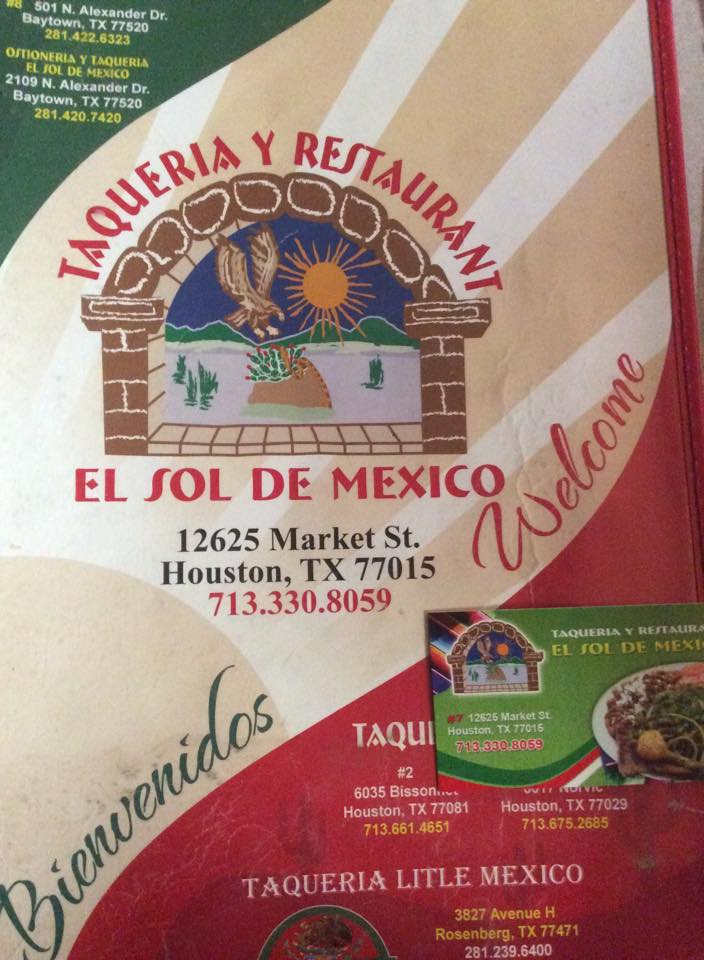 #8 501 N. Alexander Dr.
Baytown, TX 77520
281.422.6323
OSTIONERIA Y TAQUERIA
EL SOL DE MEXICO
2109 N. Alexander Dr.
Baytown, TX 77520
281.420.7420
TAQUERIA Y RESTAURANT
EL SOL DE MEXICO
Welcome
12625 Market St.
Houston, TX 77015
713.330.8059
Bienvenidos
TAQUERIA Y RESTAURA
EL SOL DE MEXI
#7 12625 Market St.
Houston, TX 77015
713.330.8059
TAQU
#2
6035 Bissonnet
Houston, TX 77081
713.661.4651
Houston, TX 77029
713.675.2685
TAQUERIA LITLE MEXICO
3827 Avenue H
Rosenberg, TX 77471
281.239.6400